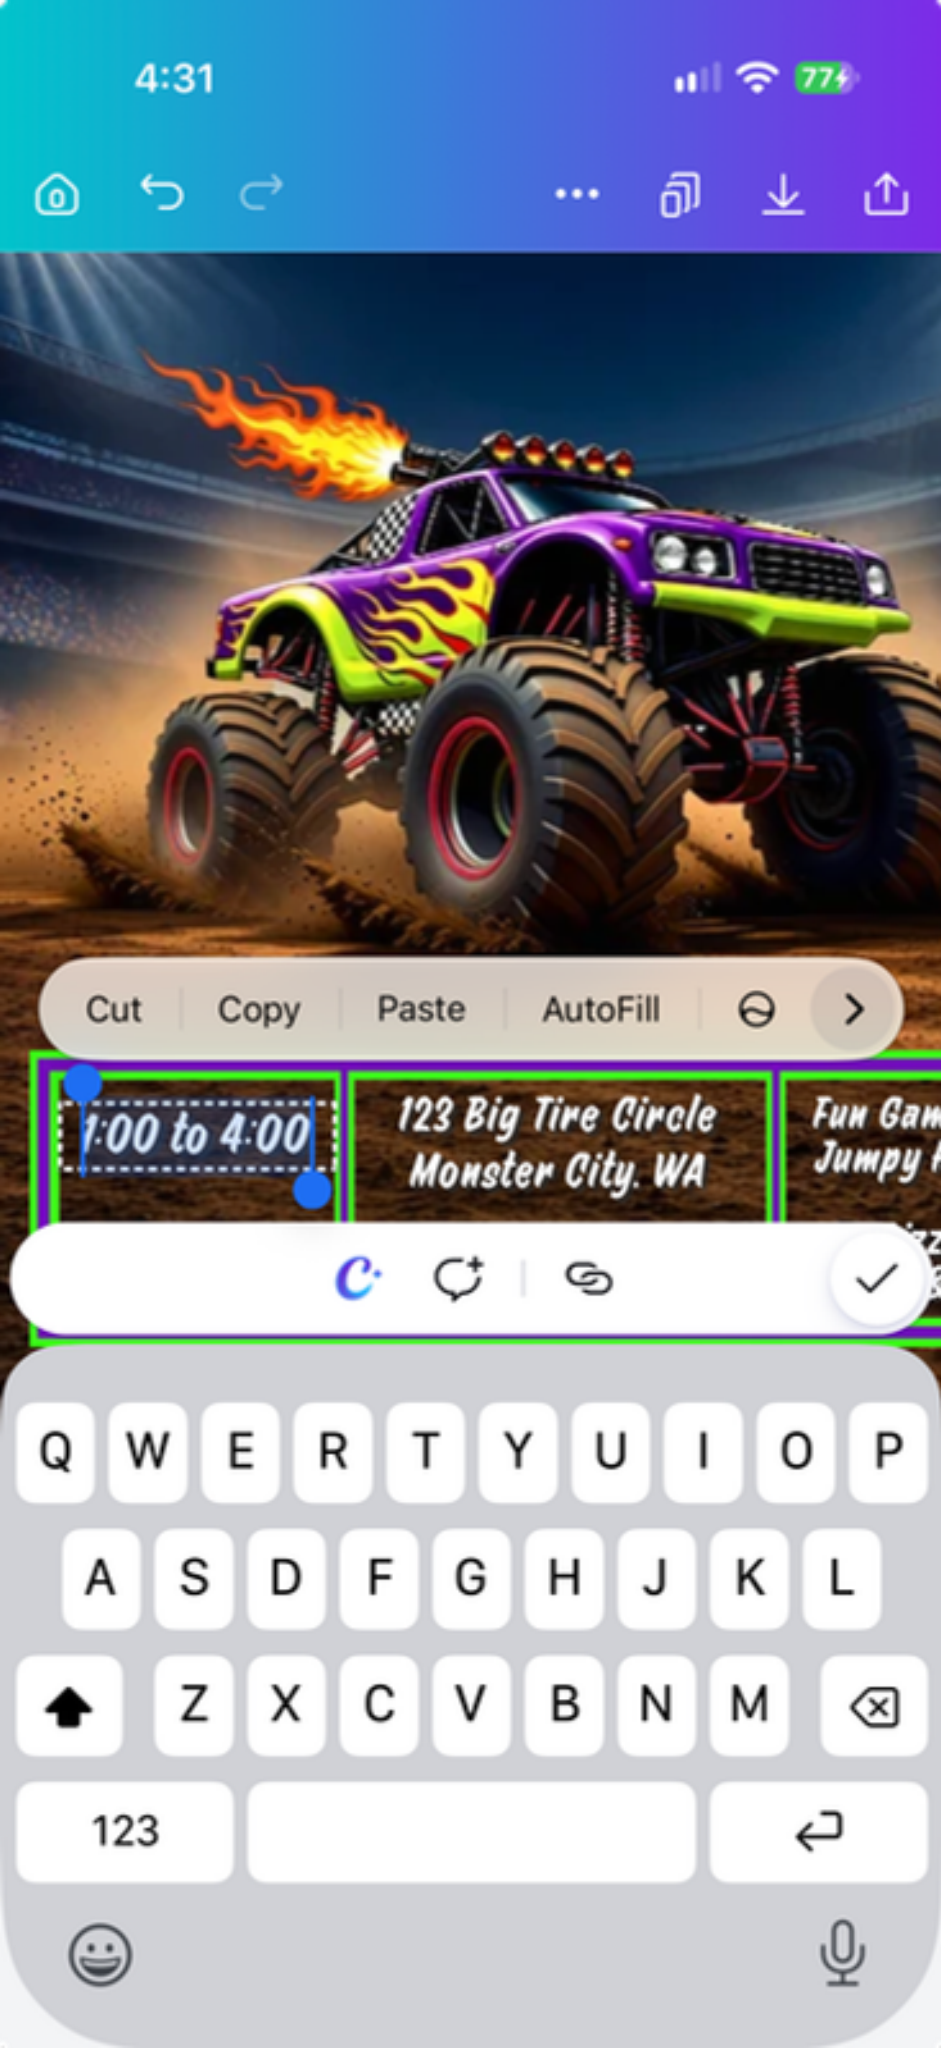 4:31
77
Cut Copy Paste AutoFill
1:00 to 4:00
123 Big Tire Circle
Monster City. WA
Fun Gam
Jumpy
Q W E R T Y U I O P
A S D F G H J K L
Z X C V B N M
123